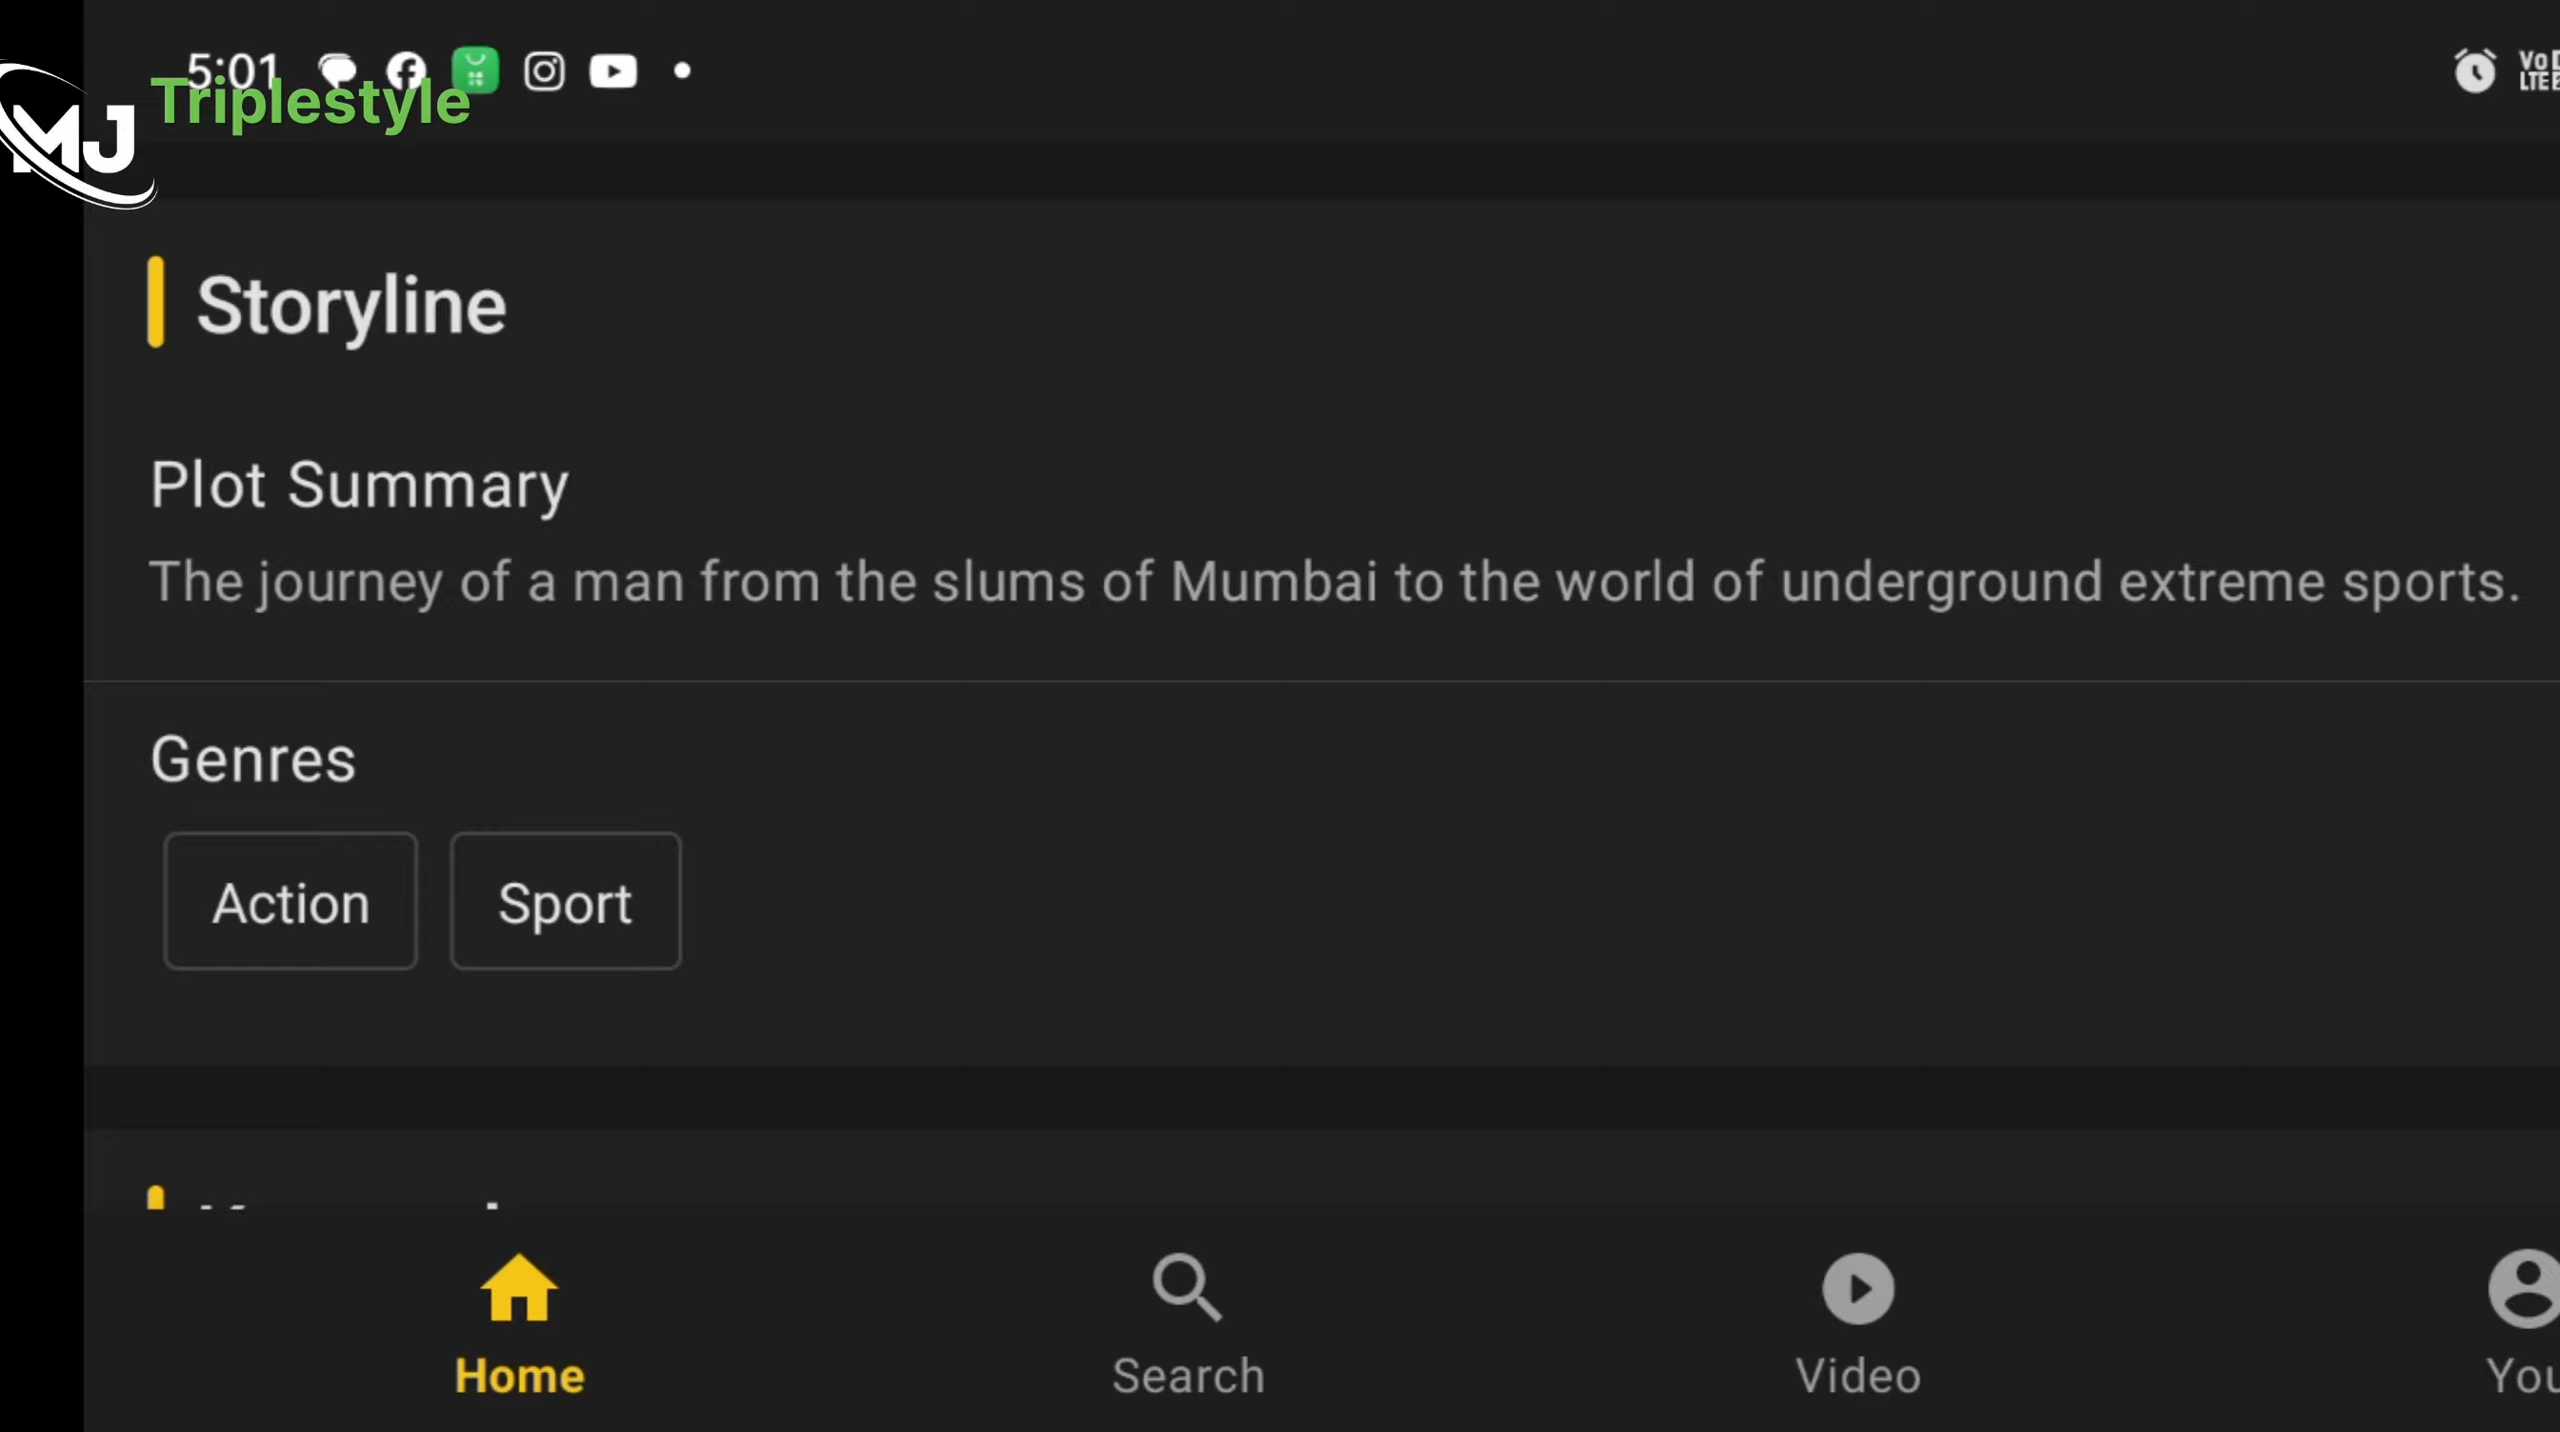 5:01
MJ Triplestyle
Storyline
Plot Summary
The journey of a man from the slums of Mumbai to the world of underground extreme sports.
Genres
Action Sport
Home Search Video You